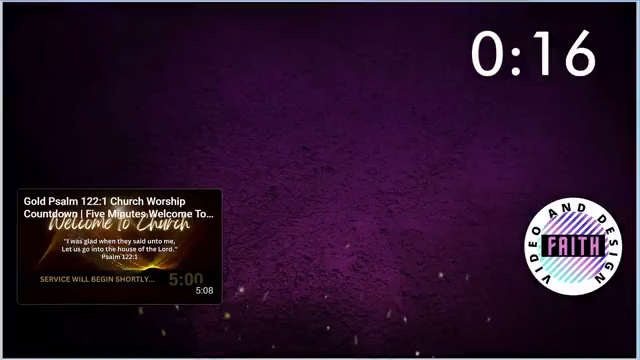 0:16
Gold Psalm 122:1 Church Worship
Countdown | Five Minutes Welcome To...
Welcome To Church
"I was glad when they said unto me,
Let us go into the house of the Lord."
Psalm 122:1
SERVICE WILL BEGIN SHORTLY... 5:00
5:08
VIDEO AND DESIGN
FAITH